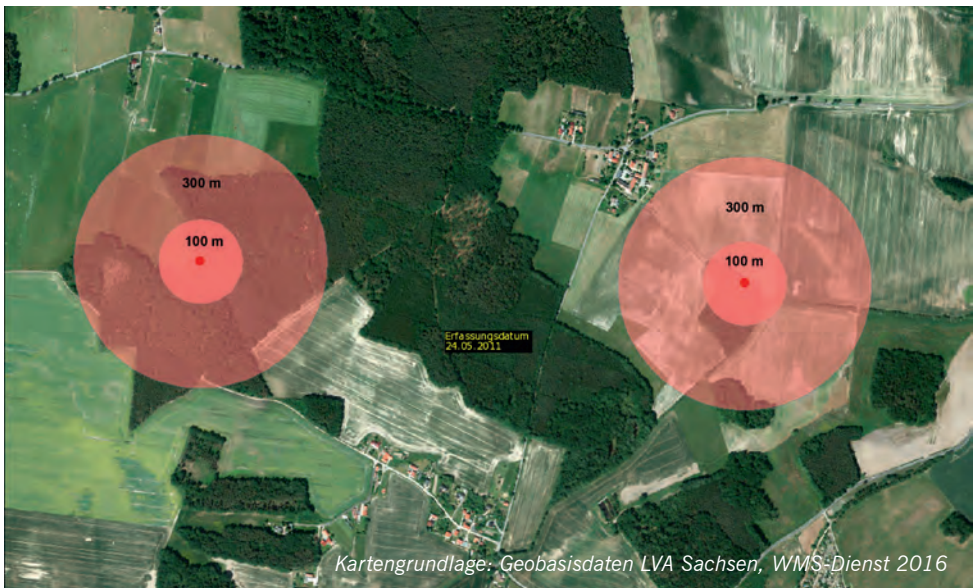 300 m
100 m
300 m
100 m
Erfassungsdatum
24.05.2011
Kartengrundlage: Geobasisdaten LVA Sachsen, WMS-Dienst 2016